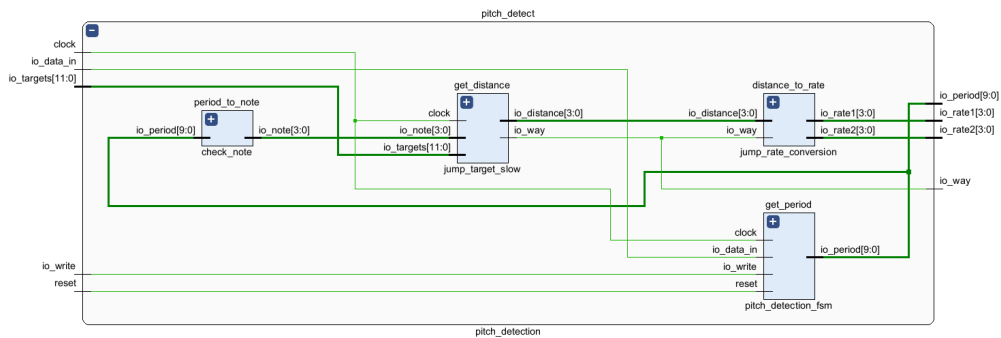 pitch_detect
clock
io_data_in
io_targets[11:0]
io_write
reset
period_to_note
io_period[9:0]
io_note[3:0]
check_note
get_distance
clock
io_note[3:0]
io_targets[11:0]
io_distance[3:0]
io_way
jump_target_slow
distance_to_rate
io_distance[3:0]
io_way
io_rate1[3:0]
io_rate2[3:0]
jump_rate_conversion
get_period
clock
io_data_in
io_write
reset
io_period[9:0]
pitch_detection_fsm
io_period[9:0]
io_rate1[3:0]
io_rate2[3:0]
io_way
pitch_detection